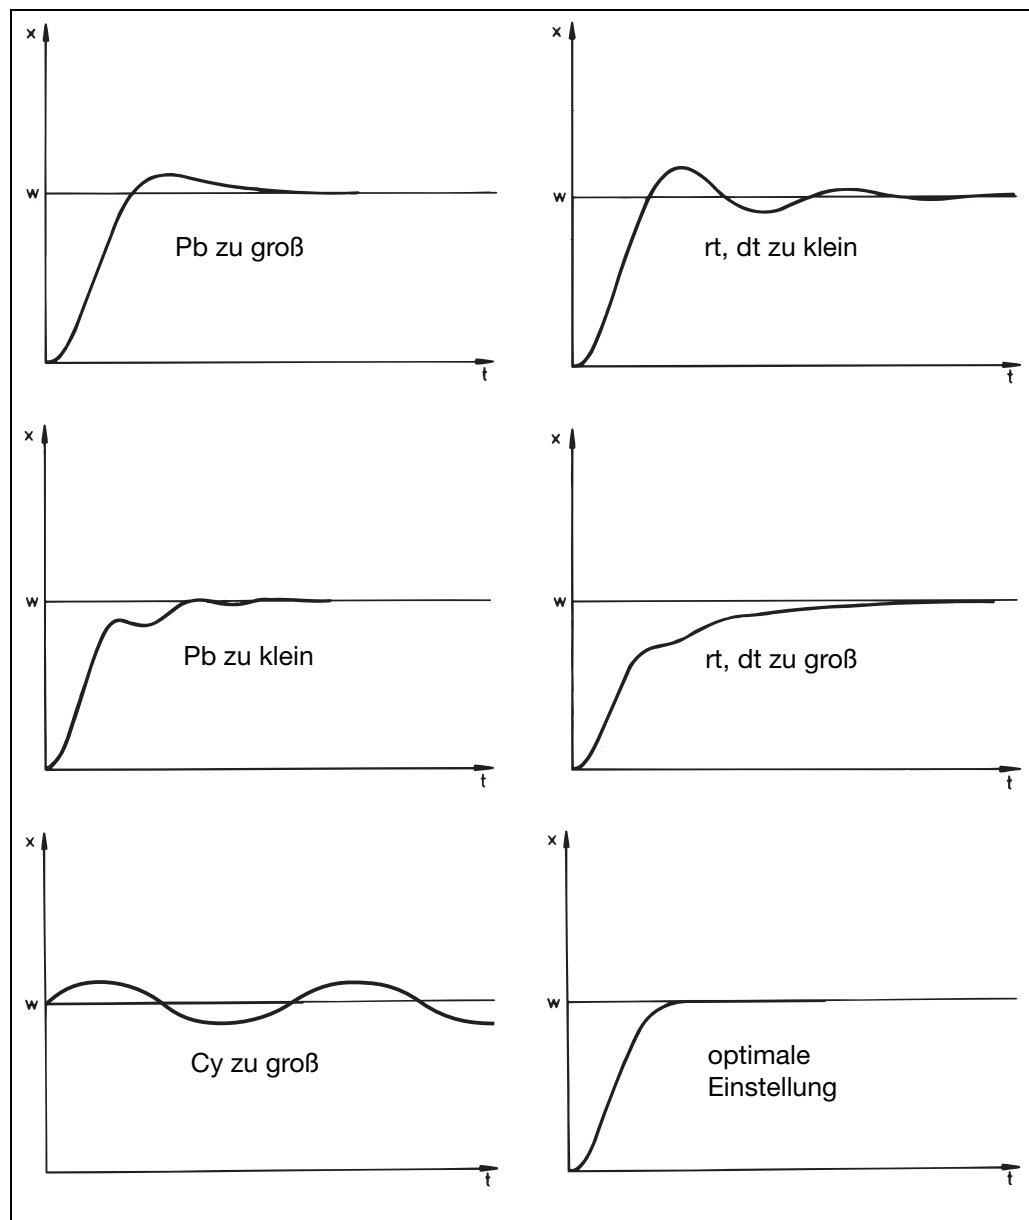 x
w
Pb zu groß
t
x
w
rt, dt zu klein
t
x
w
Pb zu klein
t
x
w
rt, dt zu groß
t
x
w
Cy zu groß
t
x
w
optimale
Einstellung
t